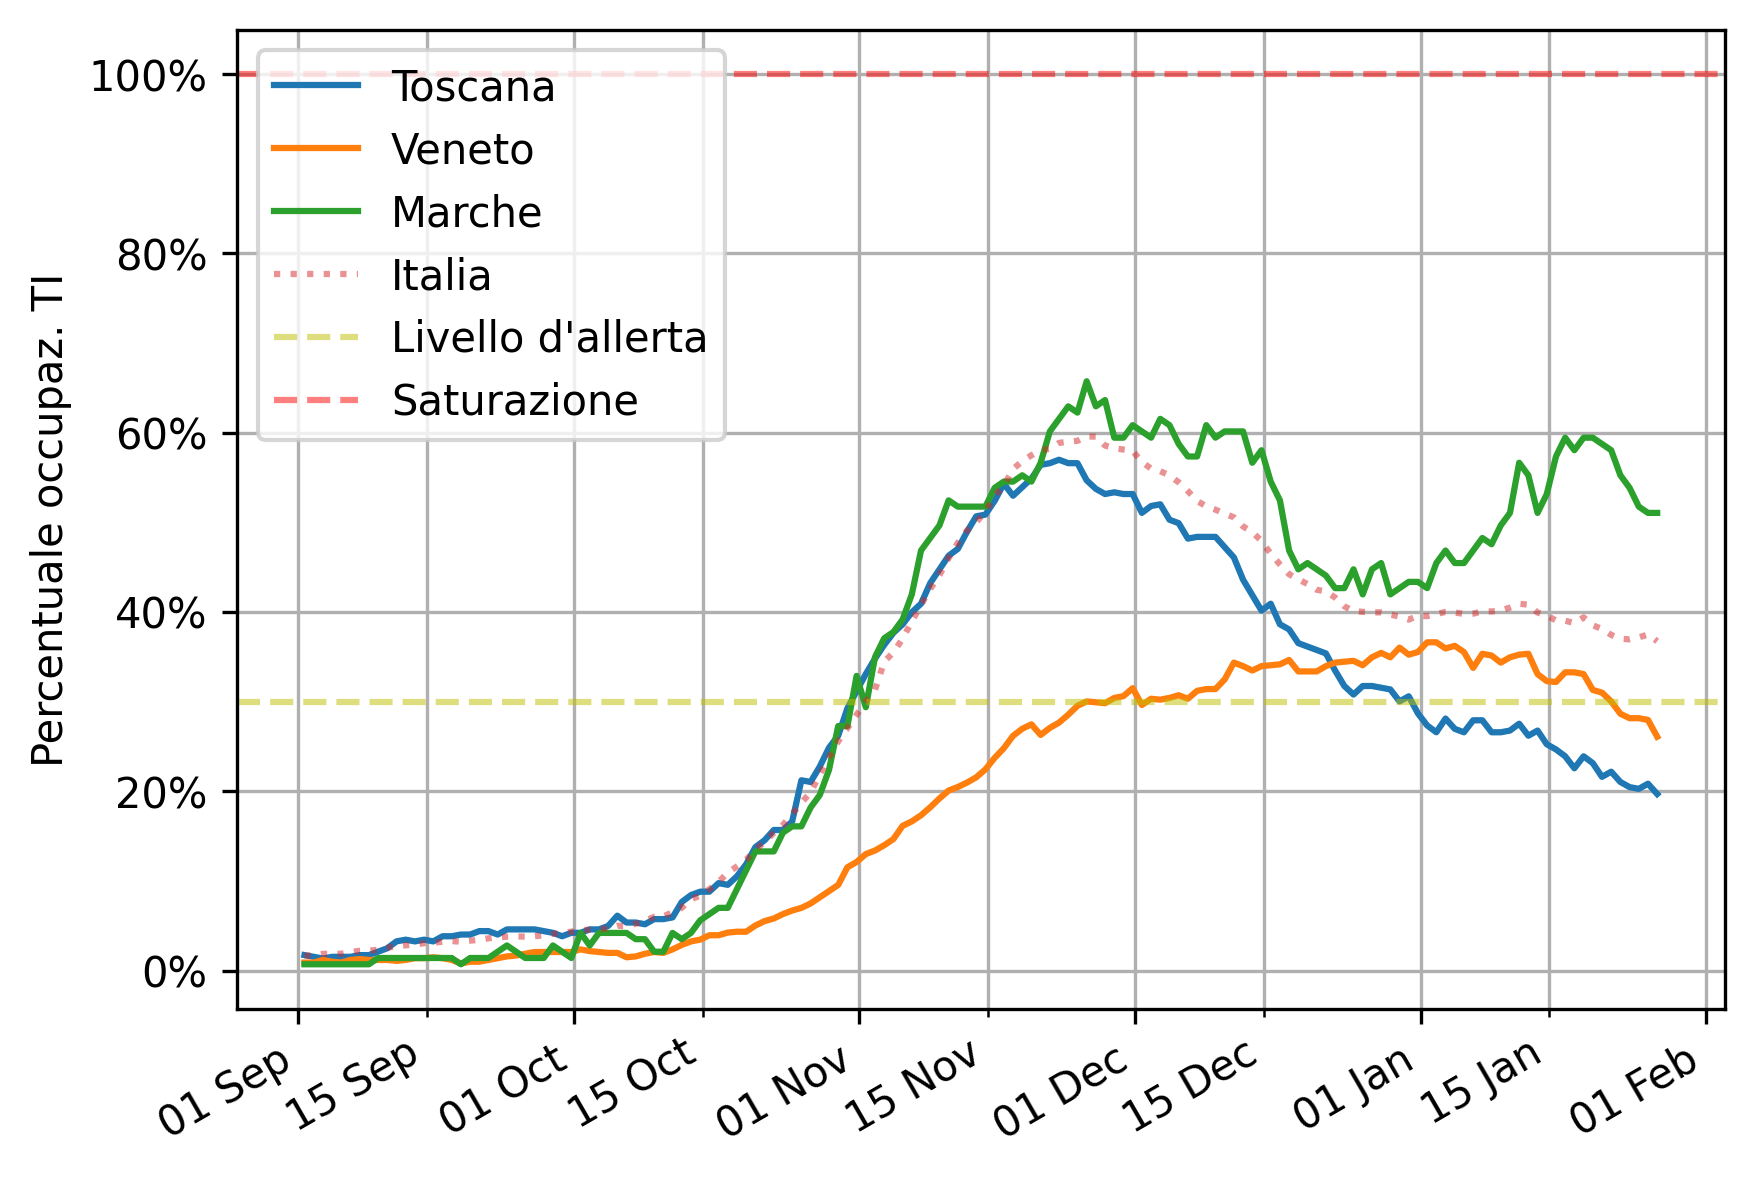 Percentuale occupaz. TI
100%
80%
60%
40%
20%
0%
Toscana
Veneto
Marche
Italia
Livello d'allerta
Saturazione
01 Sep
15 Sep
01 Oct
15 Oct
01 Nov
15 Nov
01 Dec
15 Dec
01 Jan
15 Jan
01 Feb